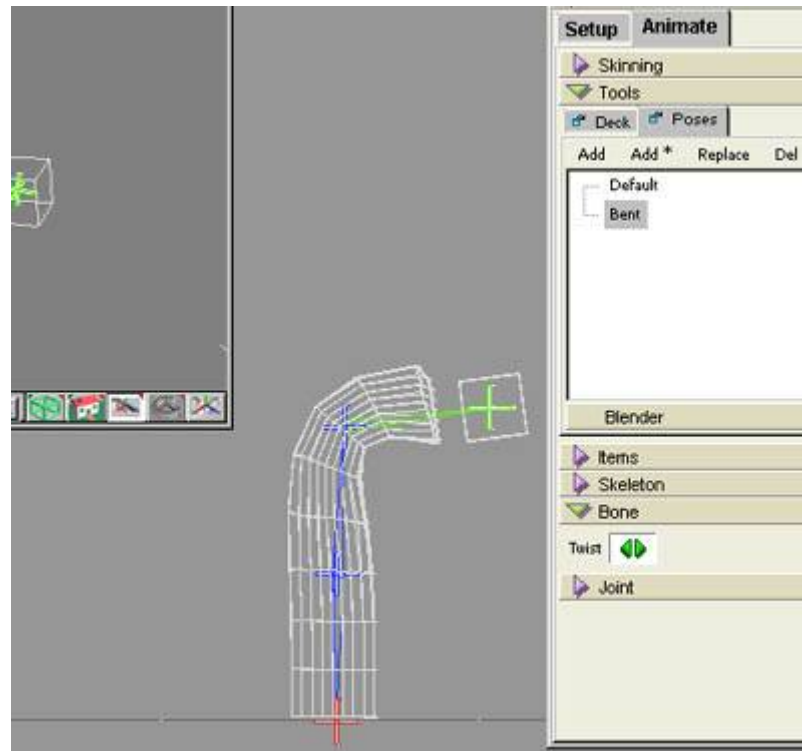 Setup Animate
Skinning
Tools
Deck Poses
Add Add * Replace Del
Default
Bent
Blender
Items
Skeleton
Bone
Twist
Joint